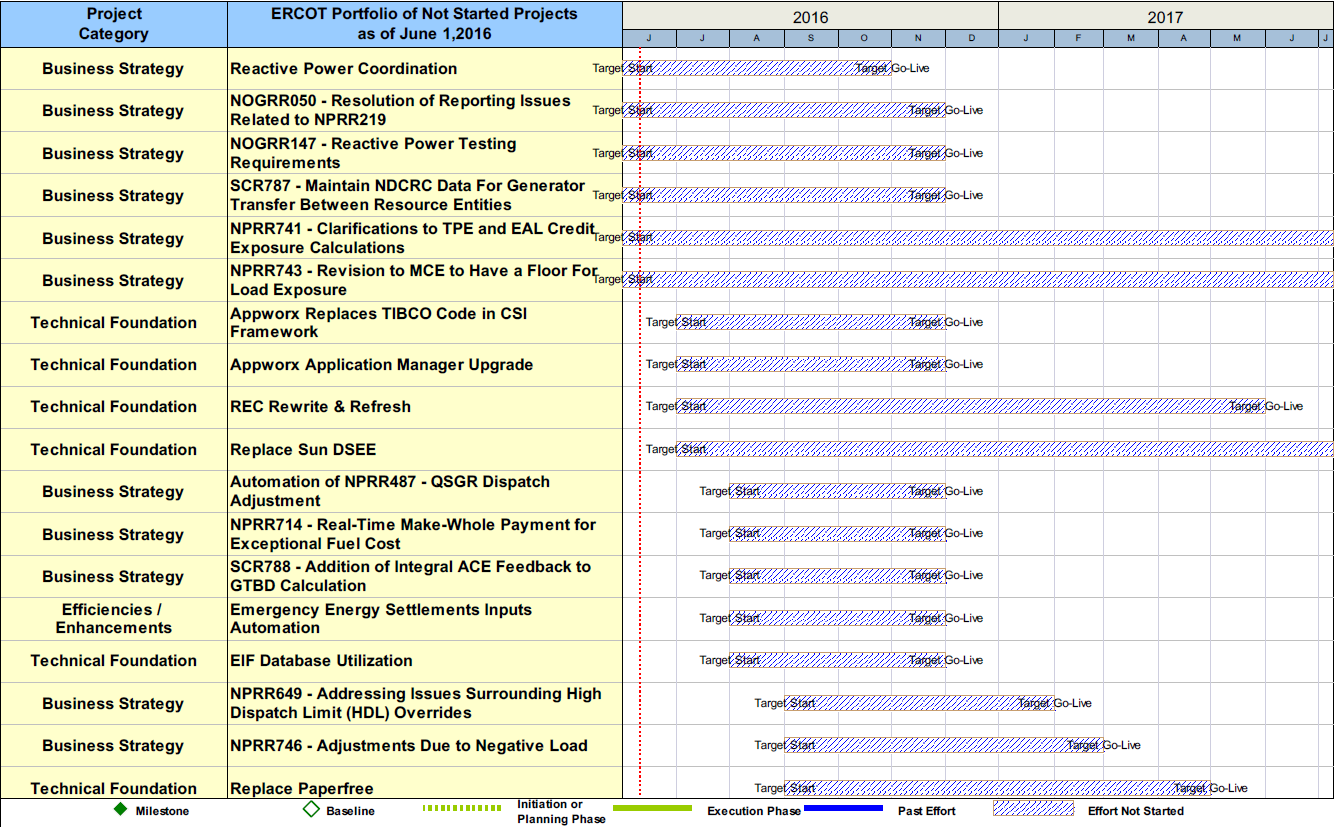 Project
Category
ERCOT Portfolio of Not Started Projects
as of June 1,2016
2016
2017
J J A S O N D J F M A M J J
Business Strategy
Reactive Power Coordination
Target Start
Target Go-Live
Business Strategy
NOGRR050 - Resolution of Reporting Issues
Related to NPRR219
Target Start
Target Go-Live
Business Strategy
NOGRR147 - Reactive Power Testing
Requirements
Target Start
Target Go-Live
Business Strategy
SCR787 - Maintain NDCRC Data For Generator
Transfer Between Resource Entities
Target Start
Target Go-Live
Business Strategy
NPRR741 - Clarifications to TPE and EAL Credit
Exposure Calculations
Target Start
Business Strategy
NPRR743 - Revision to MCE to Have a Floor For
Load Exposure
Target Start
Technical Foundation
Appworx Replaces TIBCO Code in CSI
Framework
Target Start
Target Go-Live
Technical Foundation
Appworx Application Manager Upgrade
Target Start
Target Go-Live
Technical Foundation
REC Rewrite & Refresh
Target Start
Target Go-Live
Technical Foundation
Replace Sun DSEE
Target Start
Business Strategy
Automation of NPRR487 - QSGR Dispatch
Adjustment
Target Start
Target Go-Live
Business Strategy
NPRR714 - Real-Time Make-Whole Payment for
Exceptional Fuel Cost
Target Start
Target Go-Live
Business Strategy
SCR788 - Addition of Integral ACE Feedback to
GTBD Calculation
Target Start
Target Go-Live
Efficiencies /
Enhancements
Emergency Energy Settlements Inputs
Automation
Target Start
Target Go-Live
Technical Foundation
EIF Database Utilization
Target Start
Target Go-Live
Business Strategy
NPRR649 - Addressing Issues Surrounding High
Dispatch Limit (HDL) Overrides
Target Start
Target Go-Live
Business Strategy
NPRR746 - Adjustments Due to Negative Load
Target Start
Target Go-Live
Technical Foundation
Replace Paperfree
Target Start
Target Go-Live
Milestone
Baseline
Initiation or
Planning Phase
Execution Phase
Past Effort
Effort Not Started